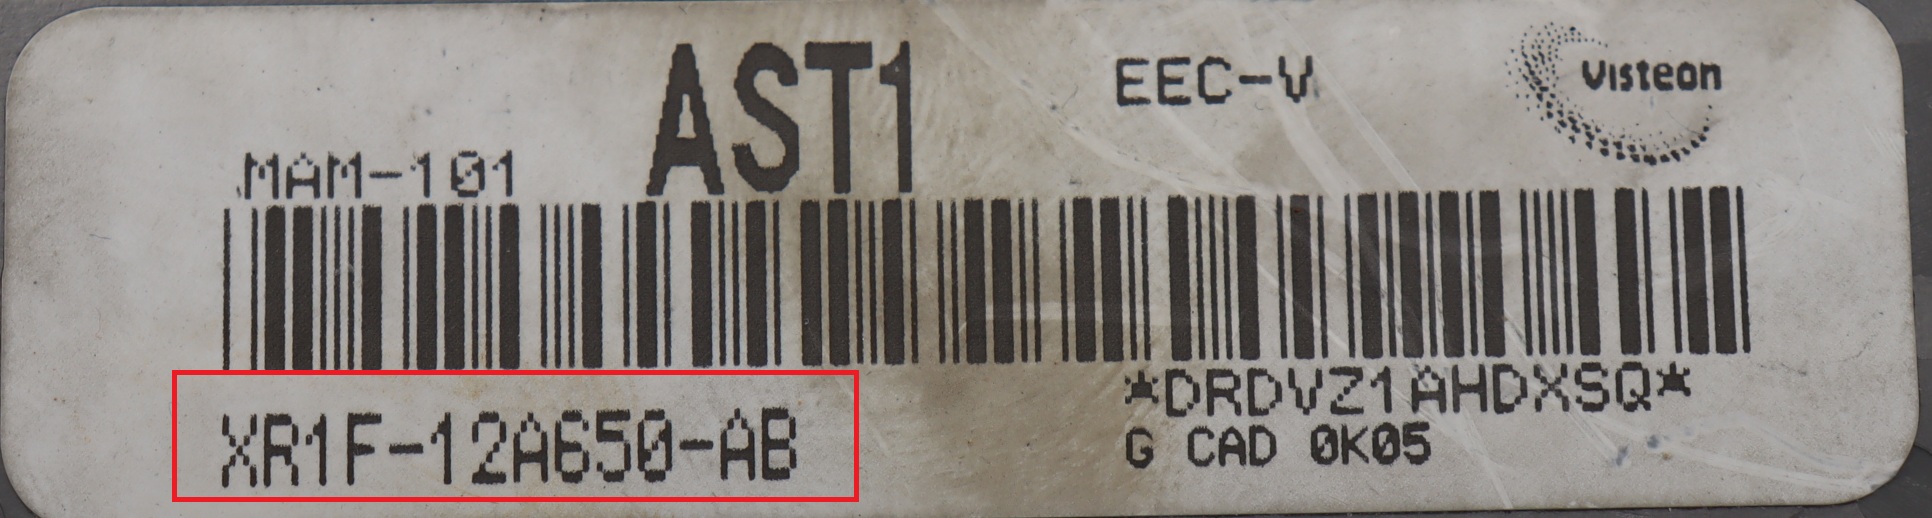 AST1
EEC-V
Visteon
MAM-101
XR1F-12A650-AB
*DRDVZ1AHDXSQ*
G CAD 0K05